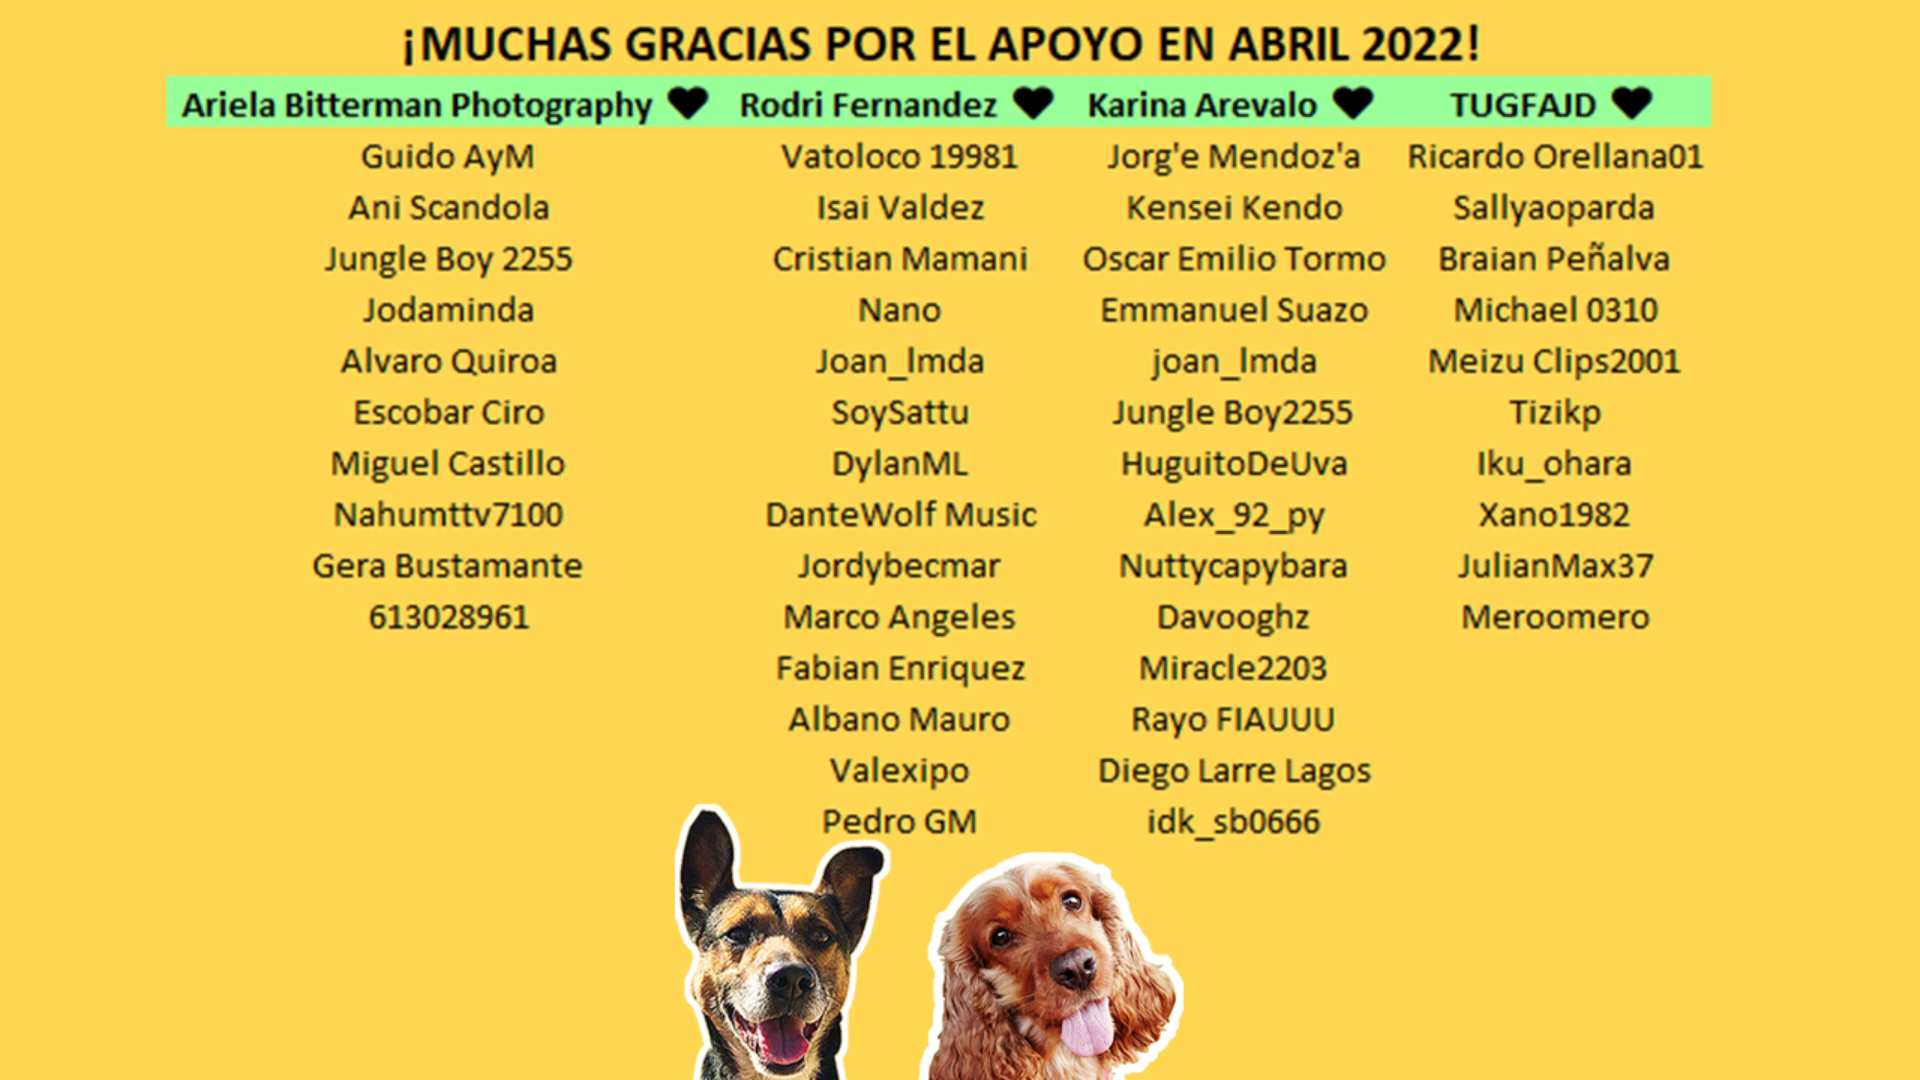 ¡MUCHAS GRACIAS POR EL APOYO EN ABRIL 2022!
Ariela Bitterman Photography ♥ Rodri Fernandez ♥ Karina Arevalo ♥ TUGFAJD ♥
Guido AyM Vatoloco 19981 Jorg'e Mendoz'a Ricardo Orellana01
Ani Scandola Isai Valdez Kensei Kendo Sallyaoparda
Jungle Boy 2255 Cristian Mamani Oscar Emilio Tormo Braian Peñalva
Jodaminda Nano Emmanuel Suazo Michael 0310
Alvaro Quiroa Joan_lmda joan_lmda Meizu Clips2001
Escobar Ciro SoySattu Jungle Boy2255 Tizikp
Miguel Castillo DylanML HuguitoDeUva Iku_ohara
Nahumttv7100 DanteWolf Music Alex_92_py Xano1982
Gera Bustamante Jordybecmar Nuttycapybara JulianMax37
613028961 Marco Angeles Davooghz Meroomero
Fabian Enriquez Miracle2203
Albano Mauro Rayo FIAUUU
Valexipo Diego Larre Lagos
Pedro GM idk_sb0666